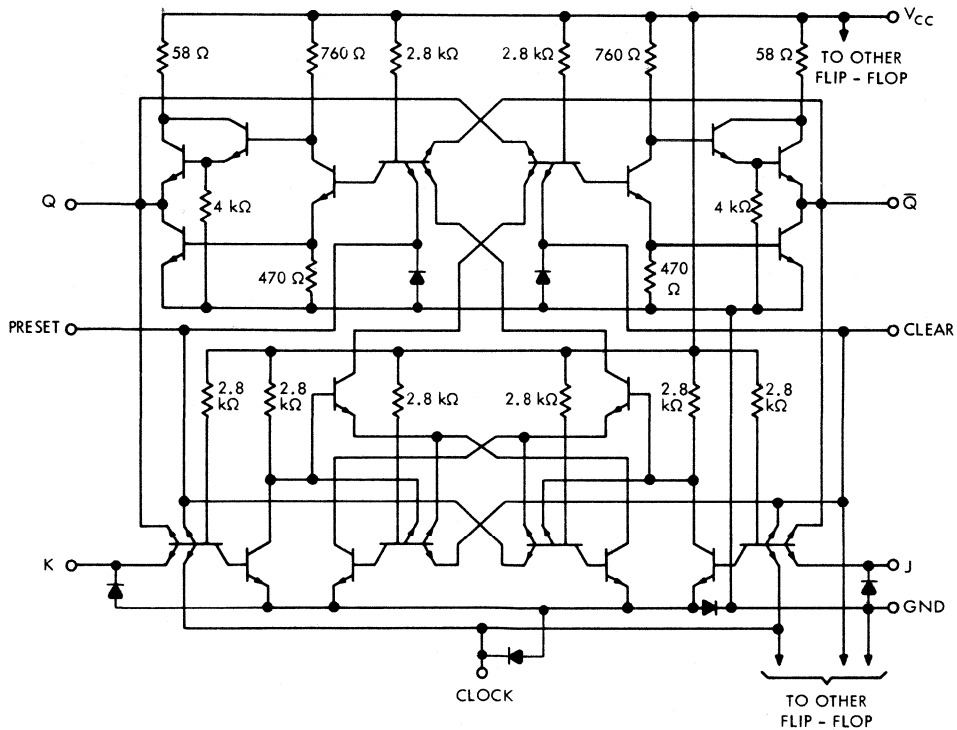 V_CC
58 Ω
760 Ω
2.8 kΩ
2.8 kΩ
760 Ω
58 Ω
TO OTHER
FLIP - FLOP
Q
4 kΩ
4 kΩ
Q̅
470 Ω
470
Ω
PRESET
CLEAR
2.8
kΩ
2.8
kΩ
2.8 kΩ
2.8 kΩ
2.8
kΩ
2.8
kΩ
K
J
GND
CLOCK
TO OTHER
FLIP - FLOP